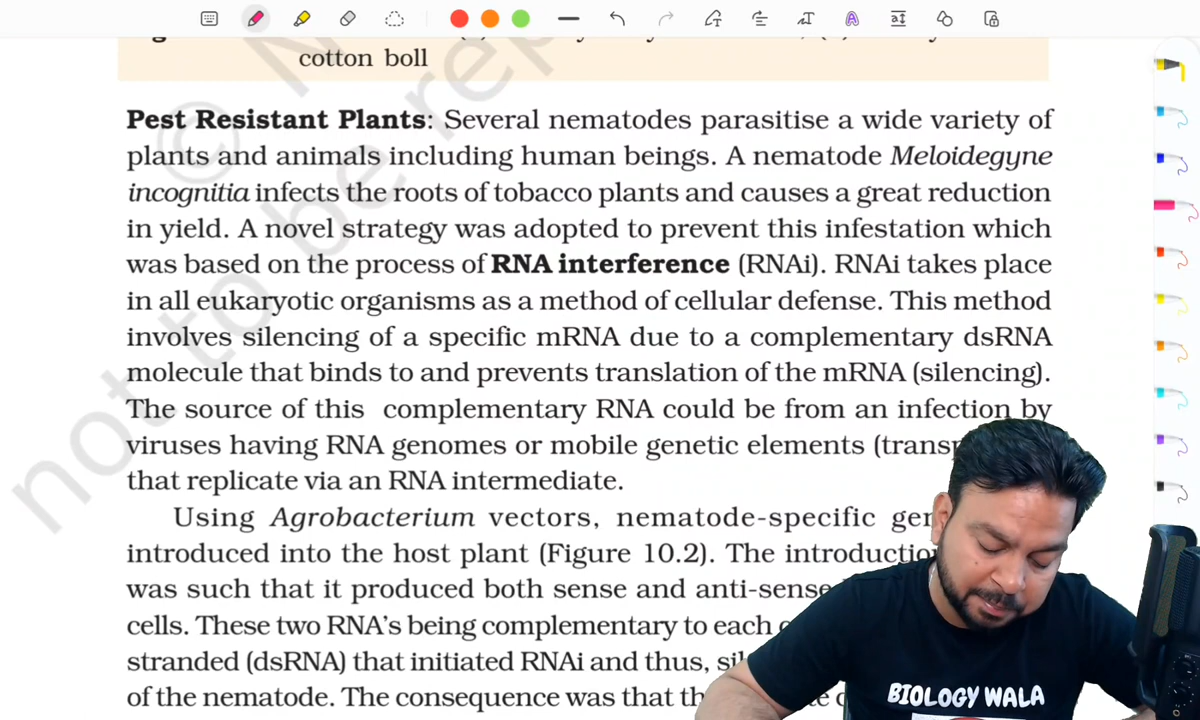 cotton boll
Pest Resistant Plants: Several nematodes parasitise a wide variety of
plants and animals including human beings. A nematode Meloidegyne
incognitia infects the roots of tobacco plants and causes a great reduction
in yield. A novel strategy was adopted to prevent this infestation which
was based on the process of RNA interference (RNAi). RNAi takes place
in all eukaryotic organisms as a method of cellular defense. This method
involves silencing of a specific mRNA due to a complementary dsRNA
molecule that binds to and prevents translation of the mRNA (silencing).
The source of this complementary RNA could be from an infection by
viruses having RNA genomes or mobile genetic elements
that replicate via an RNA intermediate.
Using Agrobacterium vectors, nematode-specific
introduced into the host plant (Figure 10.2). The
was such that it produced both sense and anti-sense
cells. These two RNA's being complementary to each
stranded (dsRNA) that initiated RNAi and thus,
of the nematode. The consequence was that
BIOLOGY WALA
© N
not to be rep